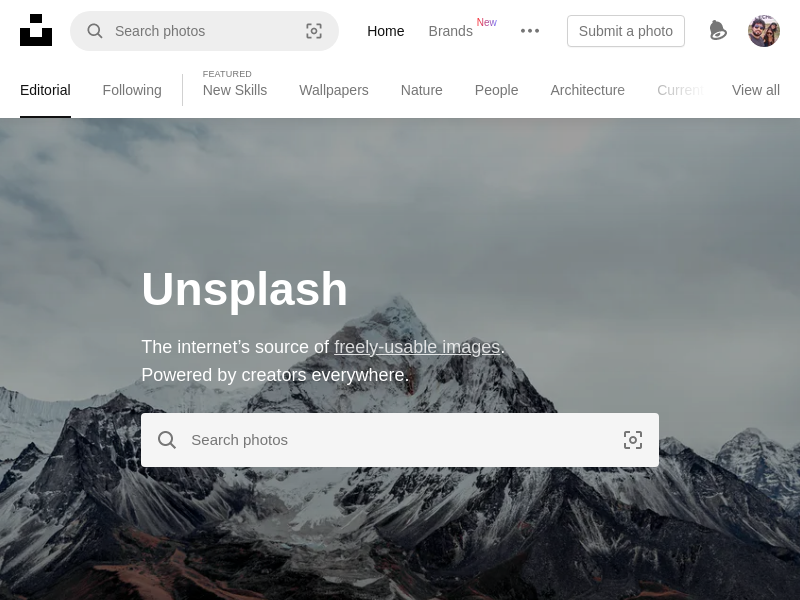 Search photos
Home
Brands New
Submit a photo
Editorial
Following
FEATURED
New Skills
Wallpapers
Nature
People
Architecture
View all
Unsplash
The internet’s source of freely-usable images.
Powered by creators everywhere.
Search photos